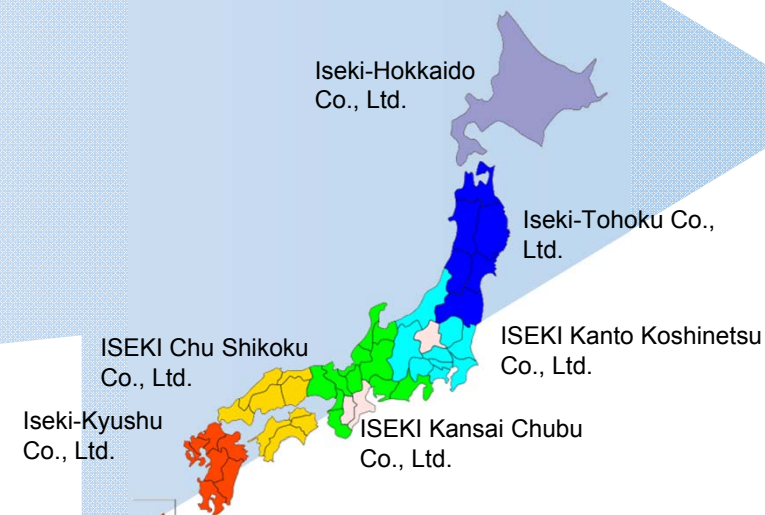 Iseki-Hokkaido
Co., Ltd.
Iseki-Tohoku Co.,
Ltd.
ISEKI Kanto Koshinetsu
Co., Ltd.
ISEKI Chu Shikoku
Co., Ltd.
Iseki-Kyushu
Co., Ltd.
ISEKI Kansai Chubu
Co., Ltd.